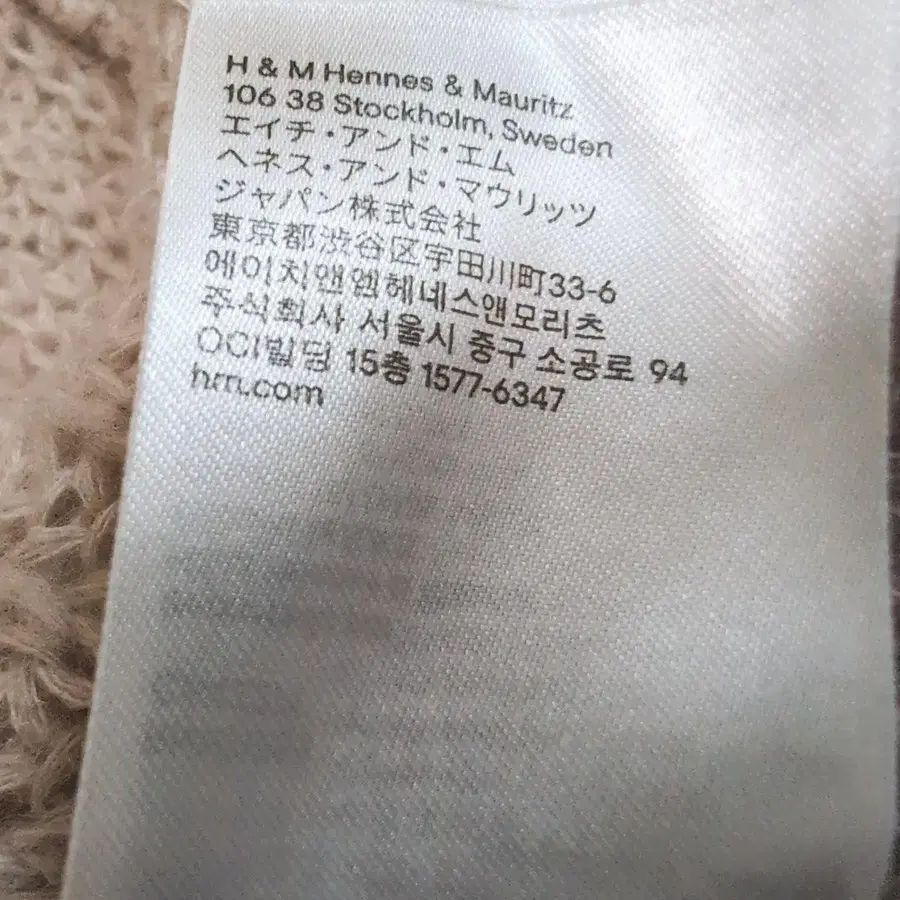 H & M Hennes & Mauritz
106 38 Stockholm, Sweden
エイチ・アンド・エム
ヘネス・アンド・マウリッツ
ジャパン株式会社
東京都渋谷区宇田川町33-6
에이치앤엠헤네스앤모리츠
주식회사 서울시 중구 소공로 94
OCI빌딩 15층 1577-6347
hm.com